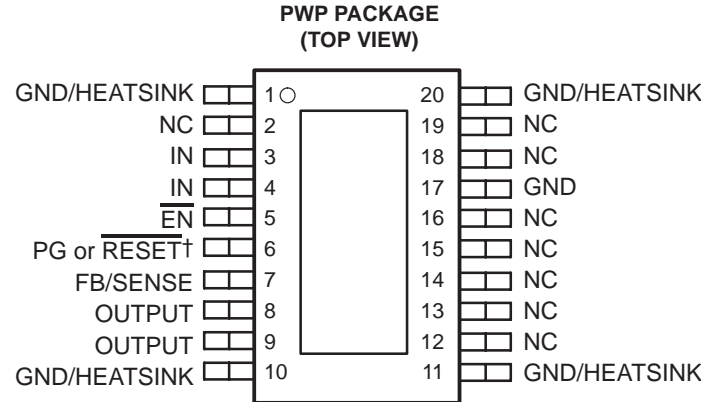 PWP PACKAGE
(TOP VIEW)
GND/HEATSINK 1 20 GND/HEATSINK
NC 2 19 NC
IN 3 18 NC
IN 4 17 GND
E̅N̅ 5 16 NC
PG or R̅E̅S̅E̅T̅† 6 15 NC
FB/SENSE 7 14 NC
OUTPUT 8 13 NC
OUTPUT 9 12 NC
GND/HEATSINK 10 11 GND/HEATSINK